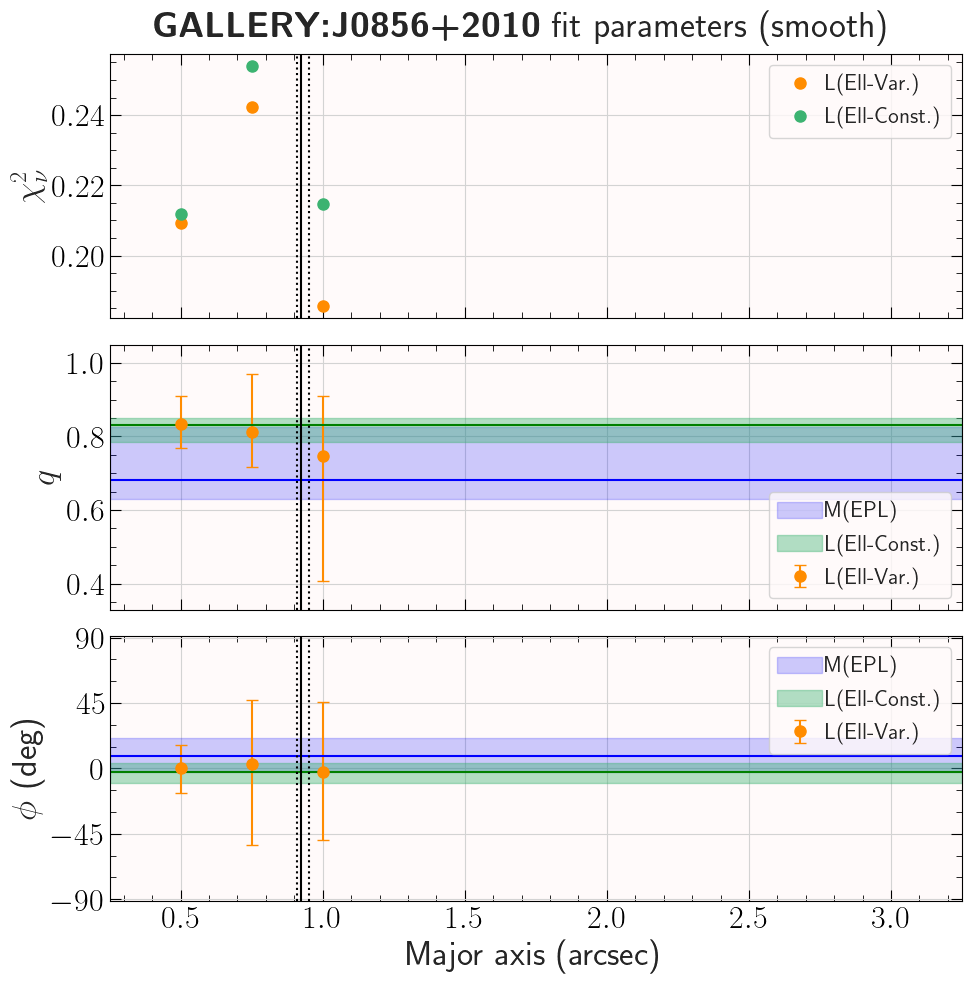 GALLERY:J0856+2010 fit parameters (smooth)
L(Ell-Var.)
L(Ell-Const.)
χ²ᵥ
0.24
0.22
0.20
q
1.0
0.8
0.6
0.4
M(EPL)
L(Ell-Const.)
L(Ell-Var.)
ϕ (deg)
90
45
0
−45
−90
M(EPL)
L(Ell-Const.)
L(Ell-Var.)
0.5 1.0 1.5 2.0 2.5 3.0
Major axis (arcsec)